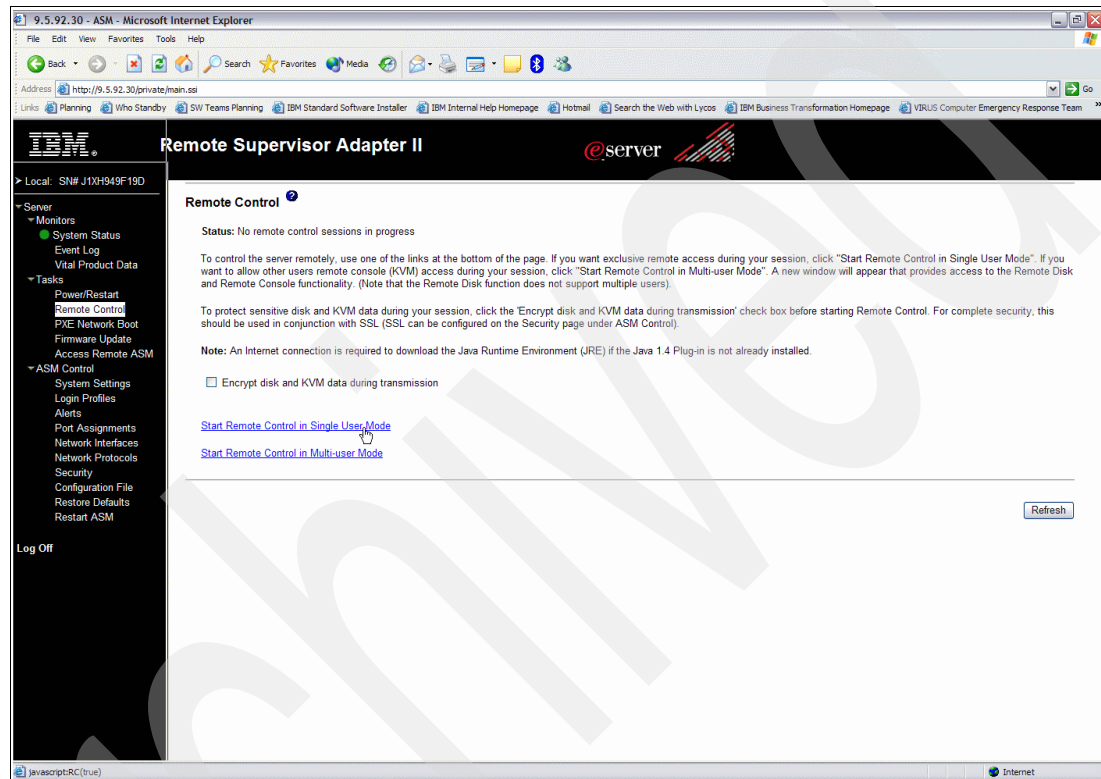 9.5.92.30 - ASM - Microsoft Internet Explorer
File Edit View Favorites Tools Help
Back Search Favorites Media
Address http://9.5.92.30/private/main.ssi Go
Links Planning Who Standby SW Teams Planning IBM Standard Software Installer IBM Internal Help Homepage Hotmail Search the Web with Lycos IBM Business Transformation Homepage VIRUS Computer Emergency Response Team »
IBM® Remote Supervisor Adapter II @server
Local: SN# J1XH949F19D
Server
Monitors
System Status
Event Log
Vital Product Data
Tasks
Power/Restart
Remote Control
PXE Network Boot
Firmware Update
Access Remote ASM
ASM Control
System Settings
Login Profiles
Alerts
Port Assignments
Network Interfaces
Network Protocols
Security
Configuration File
Restore Defaults
Restart ASM
Log Off
Remote Control ?
Status: No remote control sessions in progress
To control the server remotely, use one of the links at the bottom of the page. If you want exclusive remote access during your session, click "Start Remote Control in Single User Mode". If you
want to allow other users remote console (KVM) access during your session, click "Start Remote Control in Multi-user Mode". A new window will appear that provides access to the Remote Disk
and Remote Console functionality. (Note that the Remote Disk function does not support multiple users).
To protect sensitive disk and KVM data during your session, click the 'Encrypt disk and KVM data during transmission' check box before starting Remote Control. For complete security, this
should be used in conjunction with SSL (SSL can be configured on the Security page under ASM Control).
Note: An Internet connection is required to download the Java Runtime Environment (JRE) if the Java 1.4 Plug-in is not already installed.
Encrypt disk and KVM data during transmission
Start Remote Control in Single User Mode
Start Remote Control in Multi-user Mode
Refresh
javascript:RC(true) Internet